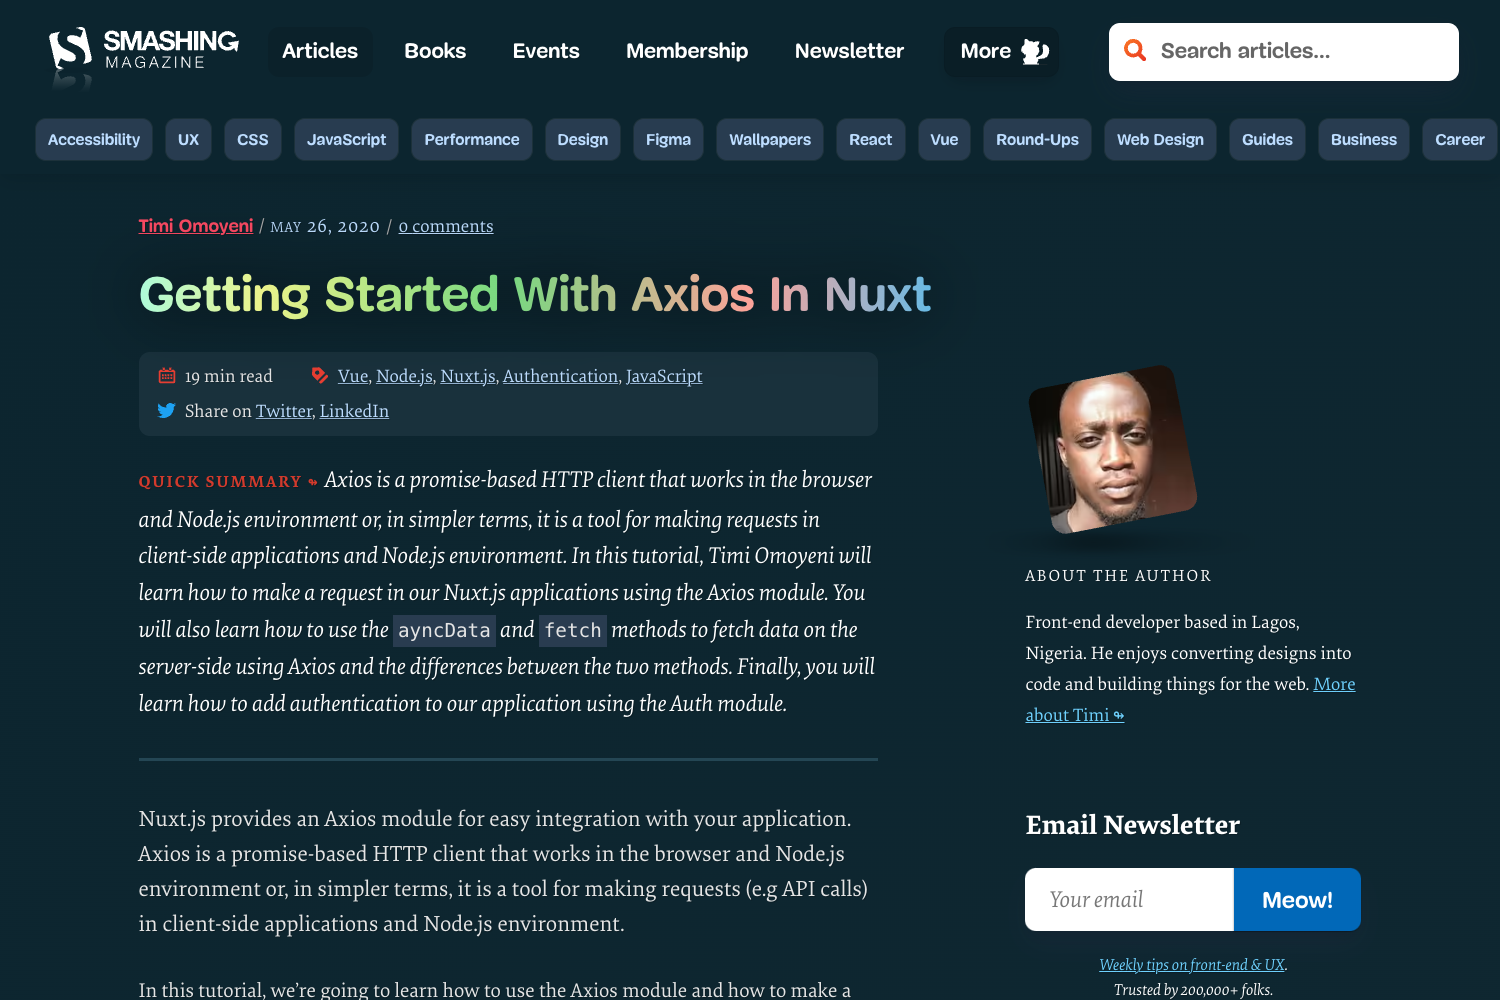 SMASHING
MAGAZINE
Articles
Books
Events
Membership
Newsletter
More
Search articles...
Accessibility
UX
CSS
JavaScript
Performance
Design
Figma
Wallpapers
React
Vue
Round-Ups
Web Design
Guides
Business
Career
Timi Omoyeni / MAY 26, 2020 / 0 comments
Getting Started With Axios In Nuxt
19 min read
Vue, Node.js, Nuxt.js, Authentication, JavaScript
Share on Twitter, LinkedIn
QUICK SUMMARY ↬ Axios is a promise-based HTTP client that works in the browser
and Node.js environment or, in simpler terms, it is a tool for making requests in
client-side applications and Node.js environment. In this tutorial, Timi Omoyeni will
learn how to make a request in our Nuxt.js applications using the Axios module. You
will also learn how to use the ayncData and fetch methods to fetch data on the
server-side using Axios and the differences between the two methods. Finally, you will
learn how to add authentication to our application using the Auth module.
Nuxt.js provides an Axios module for easy integration with your application.
Axios is a promise-based HTTP client that works in the browser and Node.js
environment or, in simpler terms, it is a tool for making requests (e.g API calls)
in client-side applications and Node.js environment.
In this tutorial, we're going to learn how to use the Axios module and how to make a
ABOUT THE AUTHOR
Front-end developer based in Lagos,
Nigeria. He enjoys converting designs into
code and building things for the web. More
about Timi ↬
Email Newsletter
Your email
Meow!
Weekly tips on front-end & UX.
Trusted by 200,000+ folks.